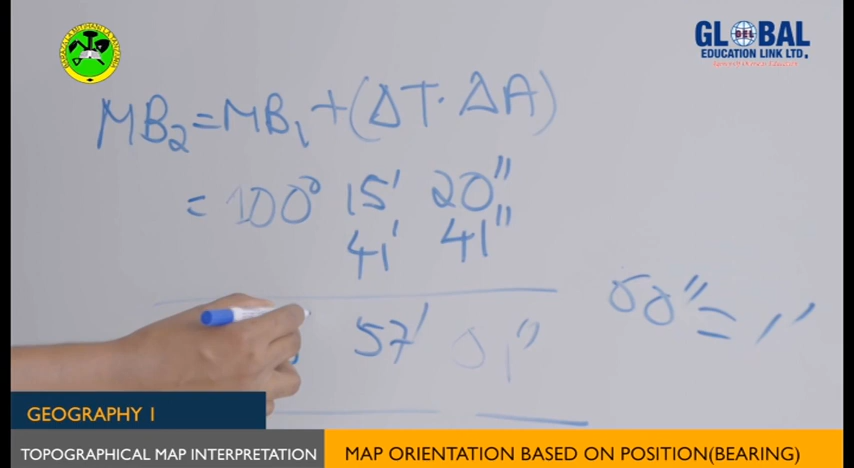 GLOBAL
EDUCATION LINK LTD.
MB₂ = MB₁ + (ΔT · ΔA)
= 100° 15' 20"
41' 41"
57' 01"
60" = 1'
GEOGRAPHY 1
TOPOGRAPHICAL MAP INTERPRETATION
MAP ORIENTATION BASED ON POSITION(BEARING)